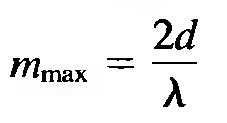 m_max = 2d/λ